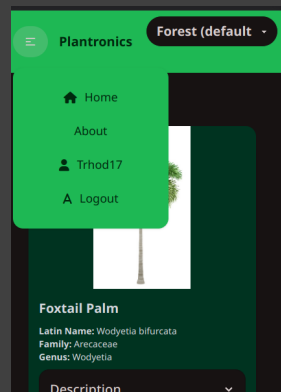 Plantronics
Forest (default
Home
About
Trhod17
Logout
Foxtail Palm
Latin Name: Wodyetia bifurcata
Family: Arecaceae
Genus: Wodyetia
Description